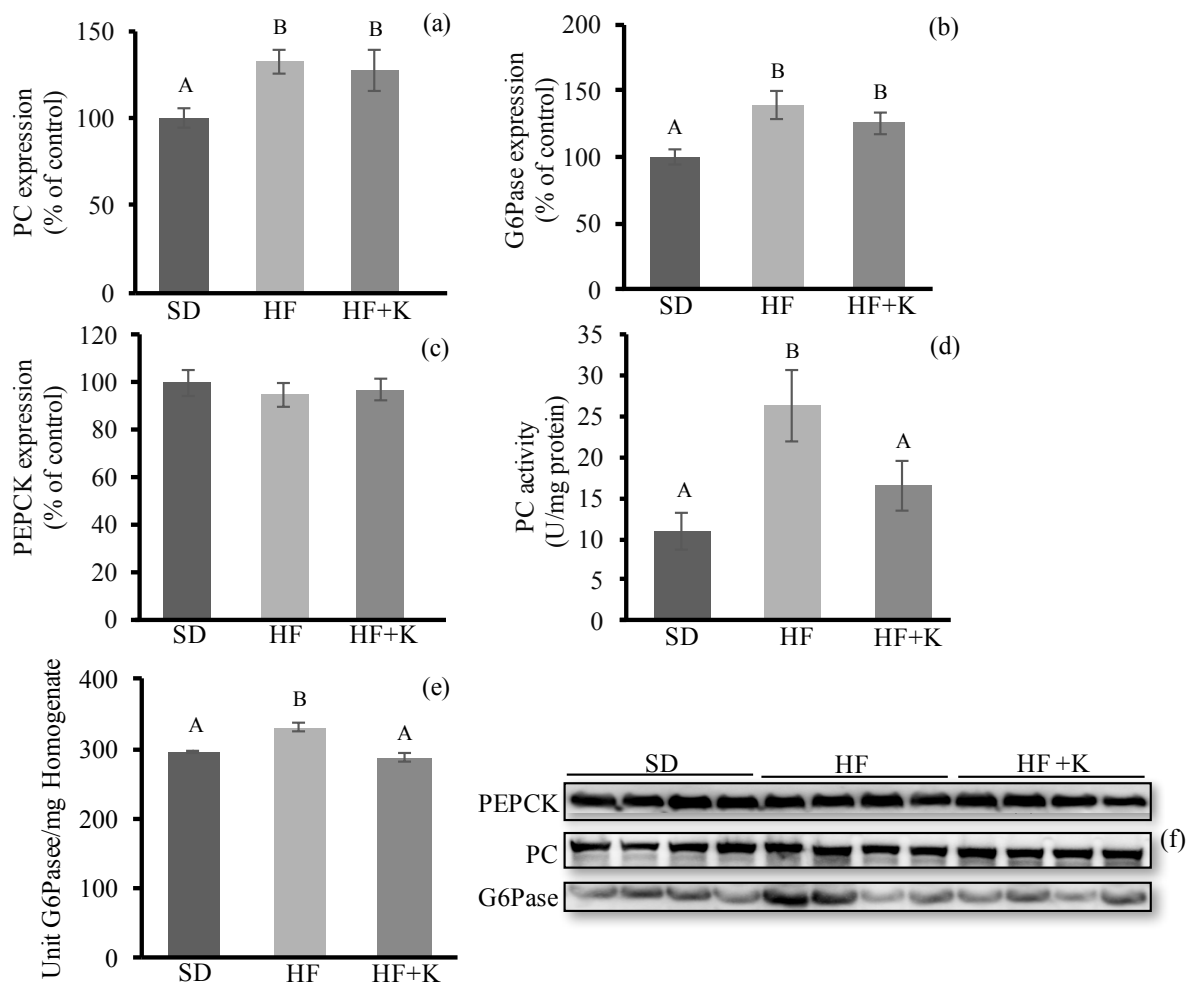 (a)
PC expression
(% of control)
150
100
50
0
A
B
B
SD
HF
HF+K
(b)
G6Pase expression
(% of control)
200
150
100
50
0
A
B
B
SD
HF
HF+K
(c)
PEPCK expression
(% of control)
120
100
80
60
40
20
0
SD
HF
HF+K
(d)
PC activity
(U/mg protein)
35
30
25
20
15
10
5
0
A
B
A
SD
HF
HF+K
(e)
Unit G6Pasee/mg Homogenate
400
300
200
300
0
A
B
A
SD
HF
HF+K
SD
HF
HF +K
PEPCK
PC
G6Pase
(f)